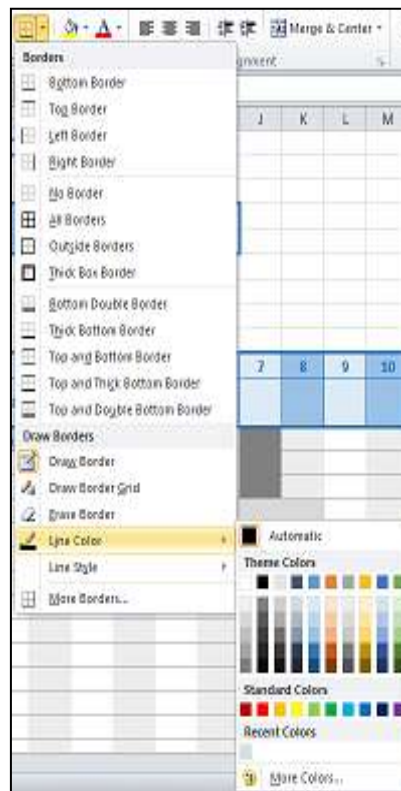 A
Merge & Center
Borders
Bottom Border
Top Border
J K L M
Left Border
Right Border
No Border
All Borders
Outside Borders
Thick Box Border
Bottom Double Border
Thick Bottom Border
Top and Bottom Border
7 8 9 10
Top and Thick Bottom Border
Top and Double Bottom Border
Draw Borders
Draw Border
Draw Border Grid
Erase Border
Line Color
Automatic
Line Style
Theme Colors
More Borders...
Standard Colors
Recent Colors
More Colors...